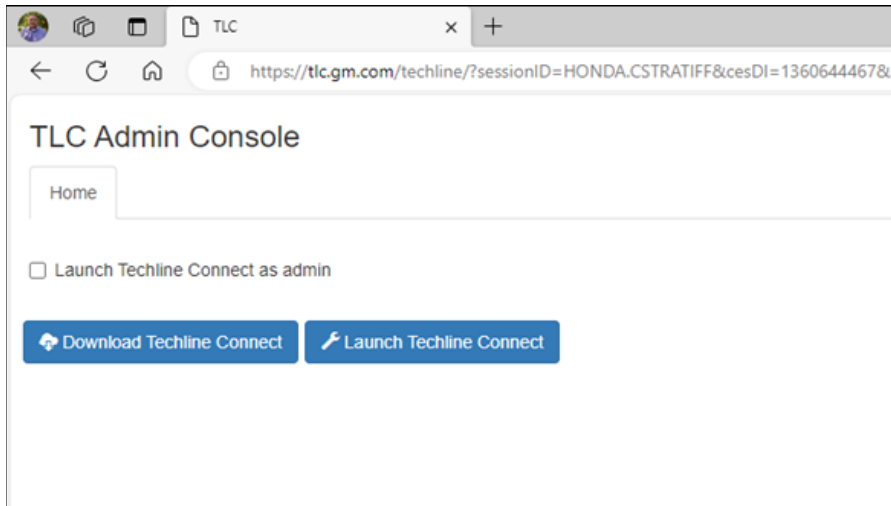 TLC
https://tlc.gm.com/techline/?sessionID=HONDA.CSTRATIFF&cesDI=1360644467&
TLC Admin Console
Home
Launch Techline Connect as admin
Download Techline Connect
Launch Techline Connect